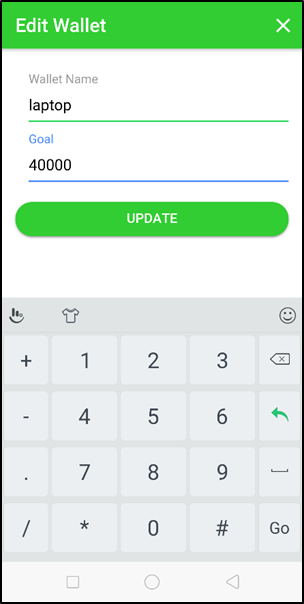 Edit Wallet
Wallet Name
laptop
Goal
40000
UPDATE
+ 1 2 3
- 4 5 6
. 7 8 9
/ * 0 # Go